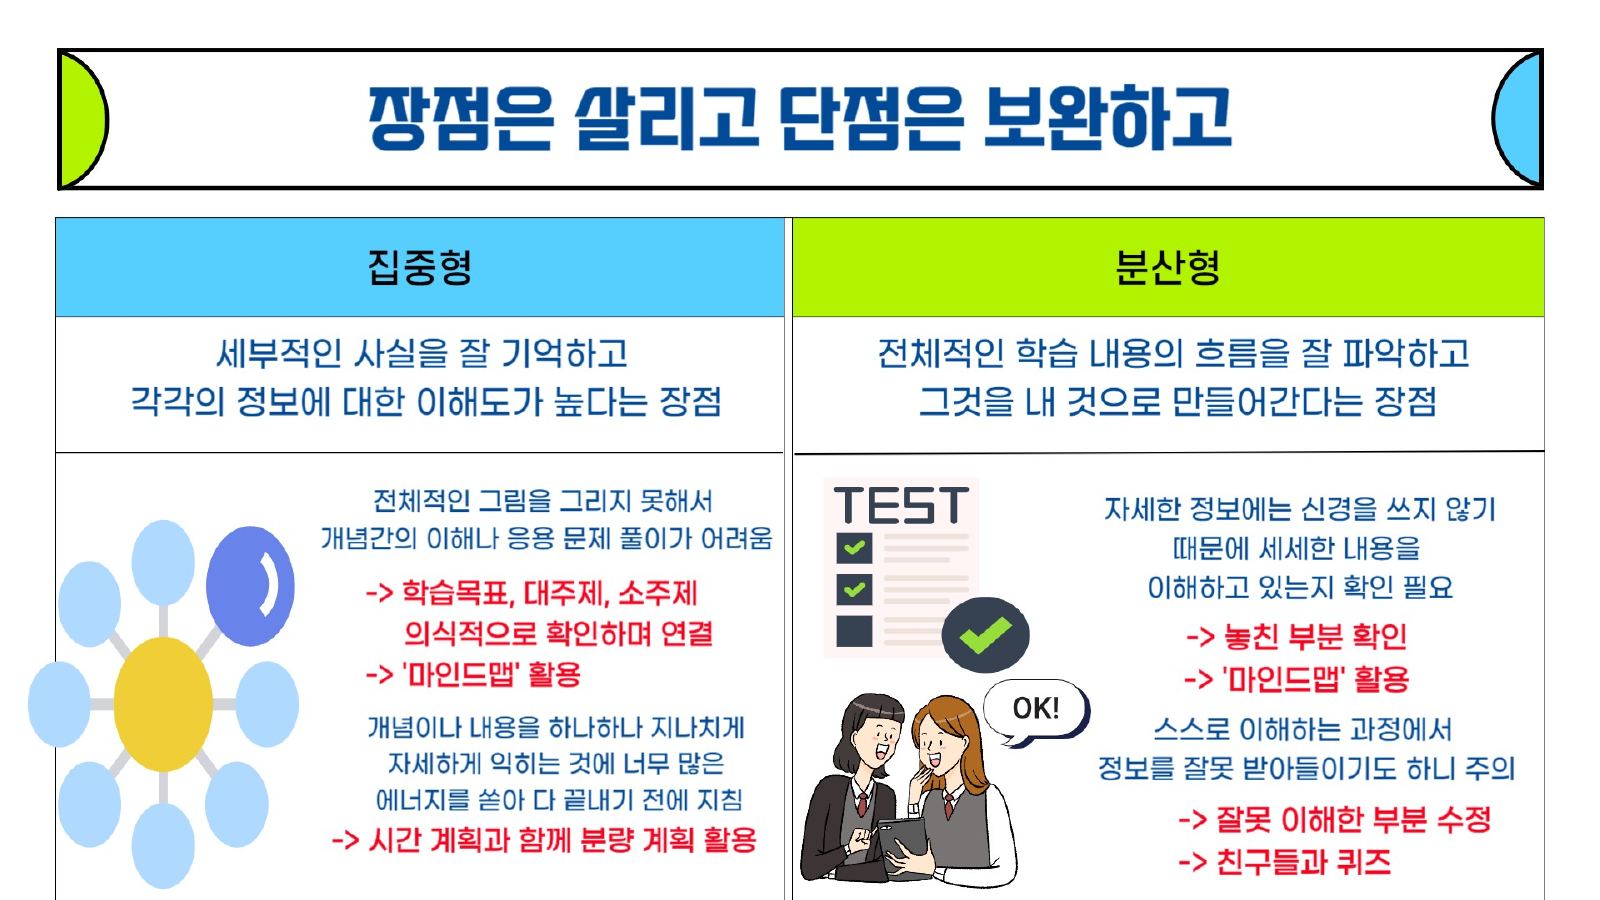 장점은 살리고 단점은 보완하고
집중형
세부적인 사실을 잘 기억하고
각각의 정보에 대한 이해도가 높다는 장점
전체적인 그림을 그리지 못해서
개념간의 이해나 응용 문제 풀이가 어려움
-> 학습목표, 대주제, 소주제
의식적으로 확인하며 연결
-> '마인드맵' 활용
개념이나 내용을 하나하나 지나치게
자세하게 익히는 것에 너무 많은
에너지를 쏟아 다 끝내기 전에 지침
-> 시간 계획과 함께 분량 계획 활용
분산형
전체적인 학습 내용의 흐름을 잘 파악하고
그것을 내 것으로 만들어간다는 장점
TEST
자세한 정보에는 신경을 쓰지 않기
때문에 세세한 내용을
이해하고 있는지 확인 필요
-> 놓친 부분 확인
-> '마인드맵' 활용
OK!
스스로 이해하는 과정에서
정보를 잘못 받아들이기도 하니 주의
-> 잘못 이해한 부분 수정
-> 친구들과 퀴즈